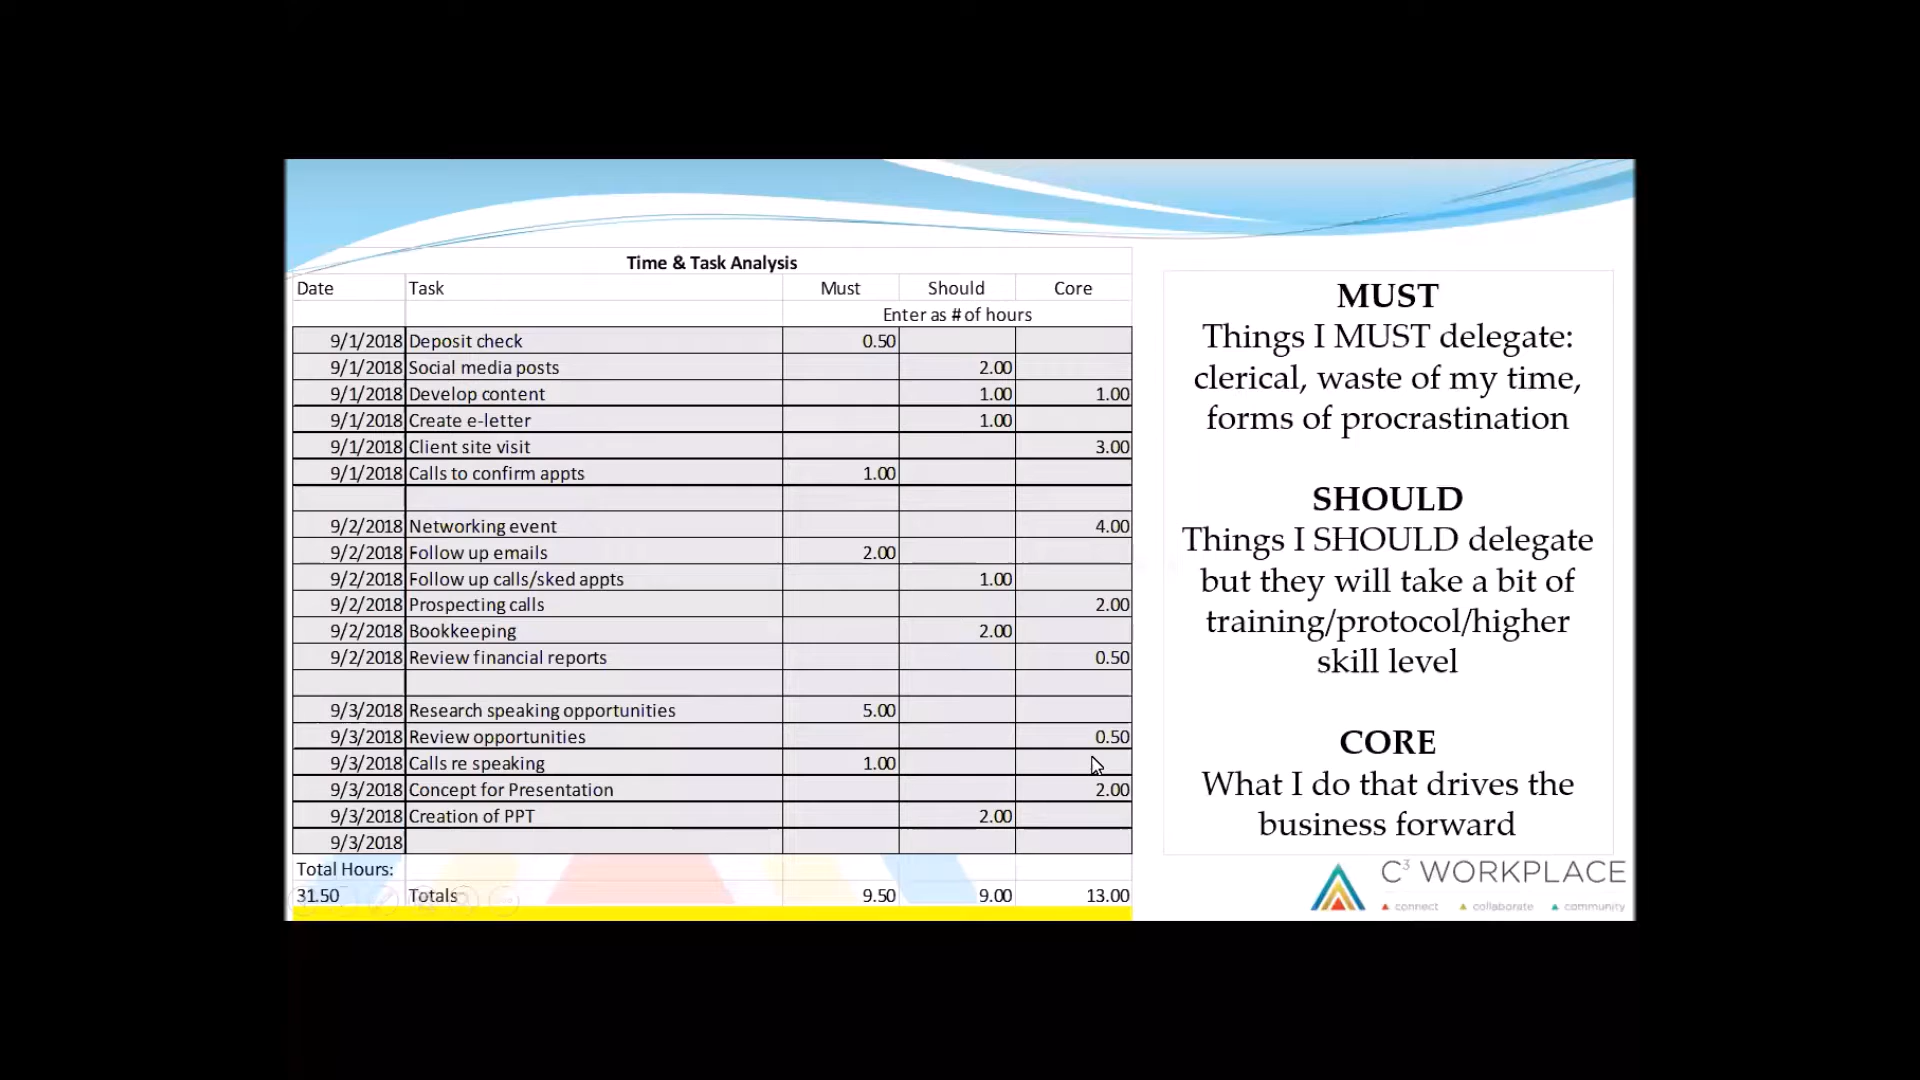 Time & Task Analysis
Date Task Must Should Core
Enter as # of hours
9/1/2018 Deposit check 0.50
9/1/2018 Social media posts 2.00
9/1/2018 Develop content 1.00 1.00
9/1/2018 Create e-letter 1.00
9/1/2018 Client site visit 3.00
9/1/2018 Calls to confirm appts 1.00
9/2/2018 Networking event 4.00
9/2/2018 Follow up emails 2.00
9/2/2018 Follow up calls/sked appts 1.00
9/2/2018 Prospecting calls 2.00
9/2/2018 Bookkeeping 2.00
9/2/2018 Review financial reports 0.50
9/3/2018 Research speaking opportunities 5.00
9/3/2018 Review opportunities 0.50
9/3/2018 Calls re speaking 1.00
9/3/2018 Concept for Presentation 2.00
9/3/2018 Creation of PPT 2.00
9/3/2018
Total Hours:
31.50 Totals 9.50 9.00 13.00
MUST
Things I MUST delegate:
clerical, waste of my time,
forms of procrastination
SHOULD
Things I SHOULD delegate
but they will take a bit of
training/protocol/higher
skill level
CORE
What I do that drives the
business forward
C³ WORKPLACE
connect collaborate community